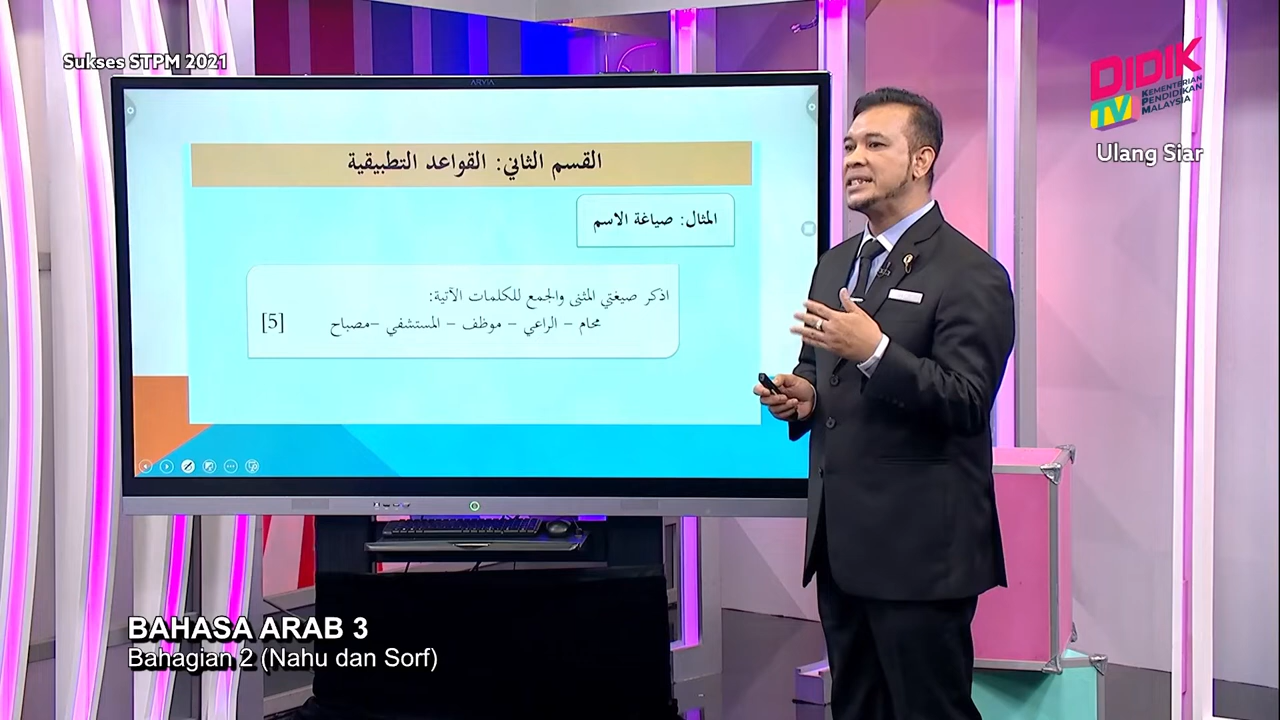 Sukses STPM 2021
ARVIA
DIDIK
TV
KEMENTERIAN
PENDIDIKAN
MALAYSIA
Ulang Siar
القسم الثاني: القواعد التطبيقية
المثال: صياغة الاسم
اذكر صيغتي المثنى والجمع للكلمات الآتية:
محام – الراعي – موظف – المستشفي –مصباح [5]
BAHASA ARAB 3
Bahagian 2 (Nahu dan Sorf)